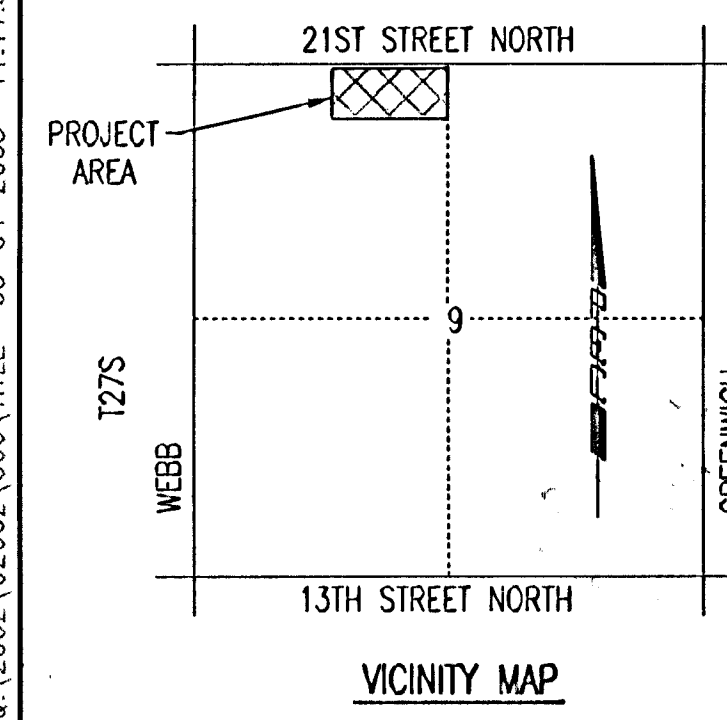 21ST STREET NORTH
PROJECT
AREA
9
T27S
WEBB
13TH STREET NORTH
VICINITY MAP